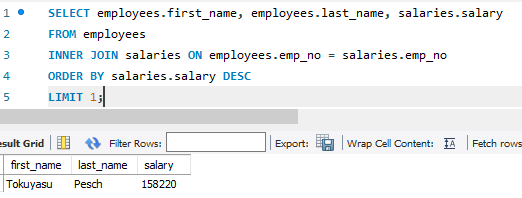 1 SELECT employees.first_name, employees.last_name, salaries.salary
2 FROM employees
3 INNER JOIN salaries ON employees.emp_no = salaries.emp_no
4 ORDER BY salaries.salary DESC
5 LIMIT 1;
esult Grid Filter Rows: Export: Wrap Cell Content: IA Fetch rows
first_name last_name salary
Tokuyasu Pesch 158220